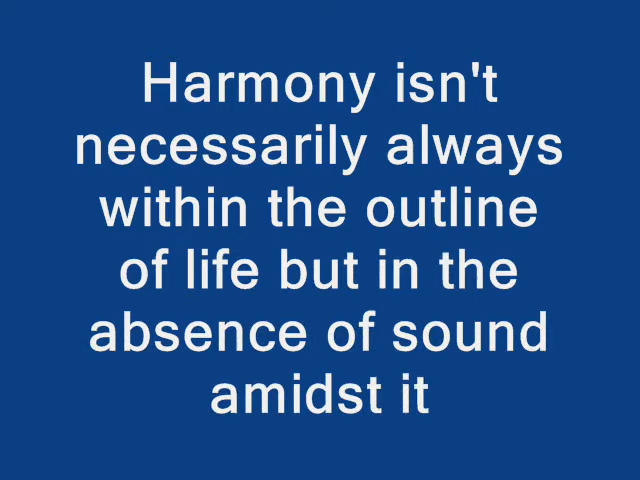 Harmony isn't
necessarily always
within the outline
of life but in the
absence of sound
amidst it